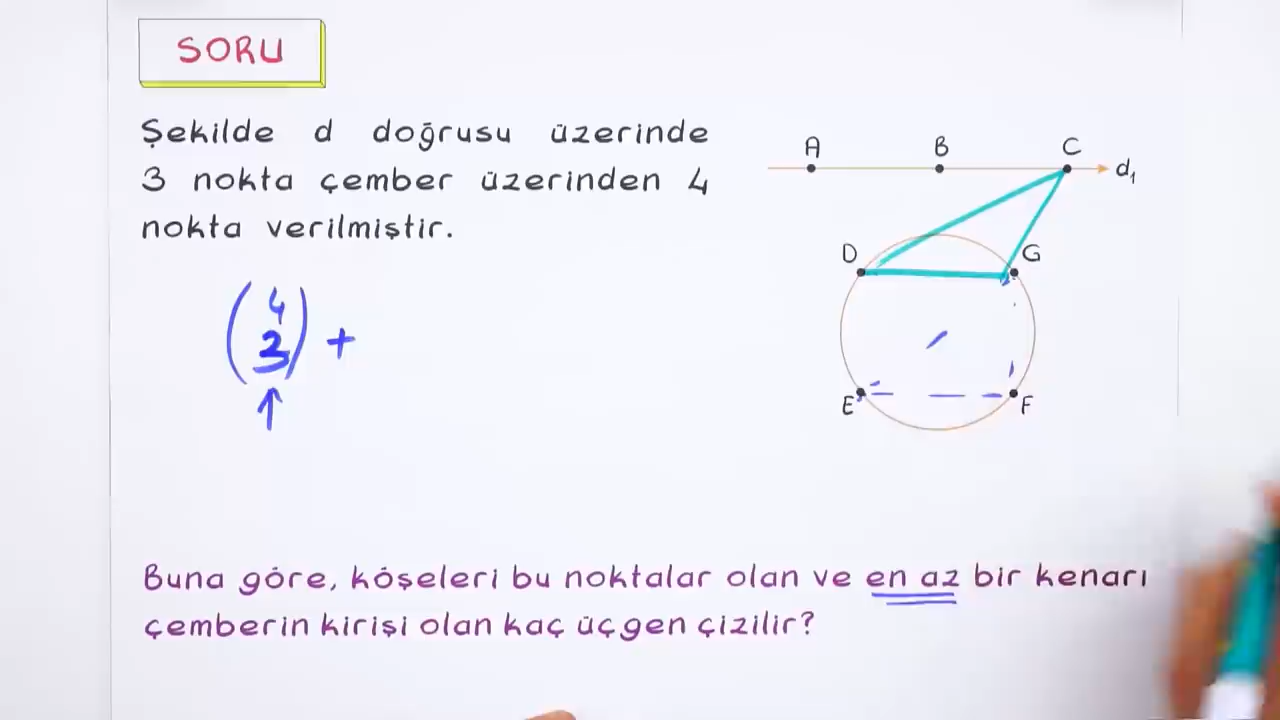 SORU
Şekilde d doğrusu üzerinde
3 nokta çember üzerinden 4
nokta verilmiştir.
A B C
d₁
D G
E F
(4
3) +
Buna göre, köşeleri bu noktalar olan ve en az bir kenarı
çemberin kirişi olan kaç üçgen çizilir?